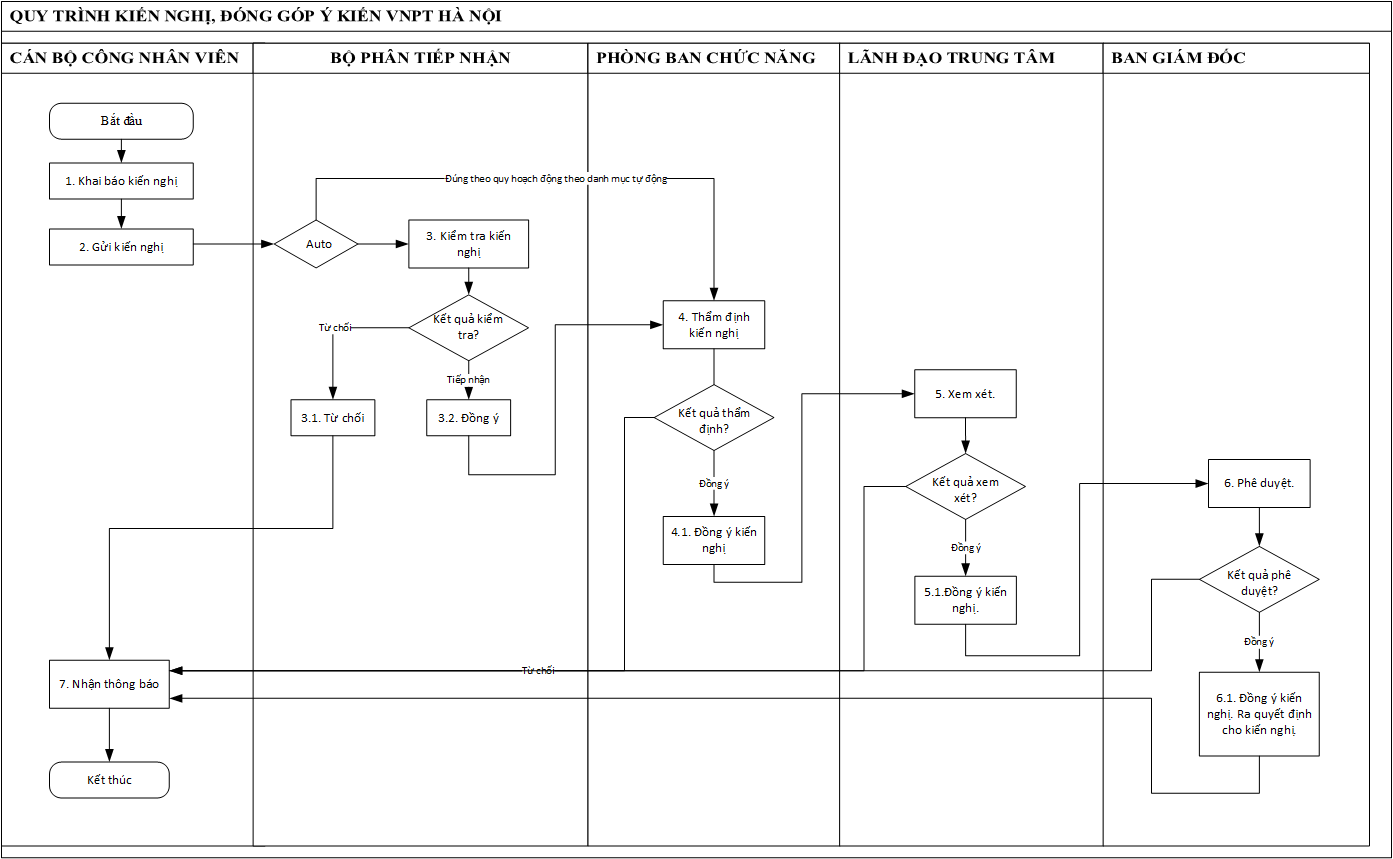 QUY TRÌNH KIẾN NGHỊ, ĐÓNG GÓP Ý KIẾN VNPT HÀ NỘI
CÁN BỘ CÔNG NHÂN VIÊN
BỘ PHÂN TIẾP NHẬN
PHÒNG BAN CHỨC NĂNG
LÃNH ĐẠO TRUNG TÂM
BAN GIÁM ĐỐC
Bắt đầu
1. Khai báo kiến nghị
2. Gửi kiến nghị
Đúng theo quy hoạch động theo danh mục tự động
Auto
3. Kiểm tra kiến
nghị
Kết quả kiểm
tra?
Từ chối
Tiếp nhận
3.1. Từ chối
3.2. Đồng ý
4. Thẩm định
kiến nghị
Kết quả thẩm
định?
Đồng ý
4.1. Đồng ý kiến
nghị
5. Xem xét.
Kết quả xem
xét?
Đồng ý
5.1.Đồng ý kiến
nghị.
6. Phê duyệt.
Kết quả phê
duyệt?
Đồng ý
6.1. Đồng ý kiến
nghị. Ra quyết định
cho kiến nghị
Từ chối
7. Nhận thông báo
Kết thúc